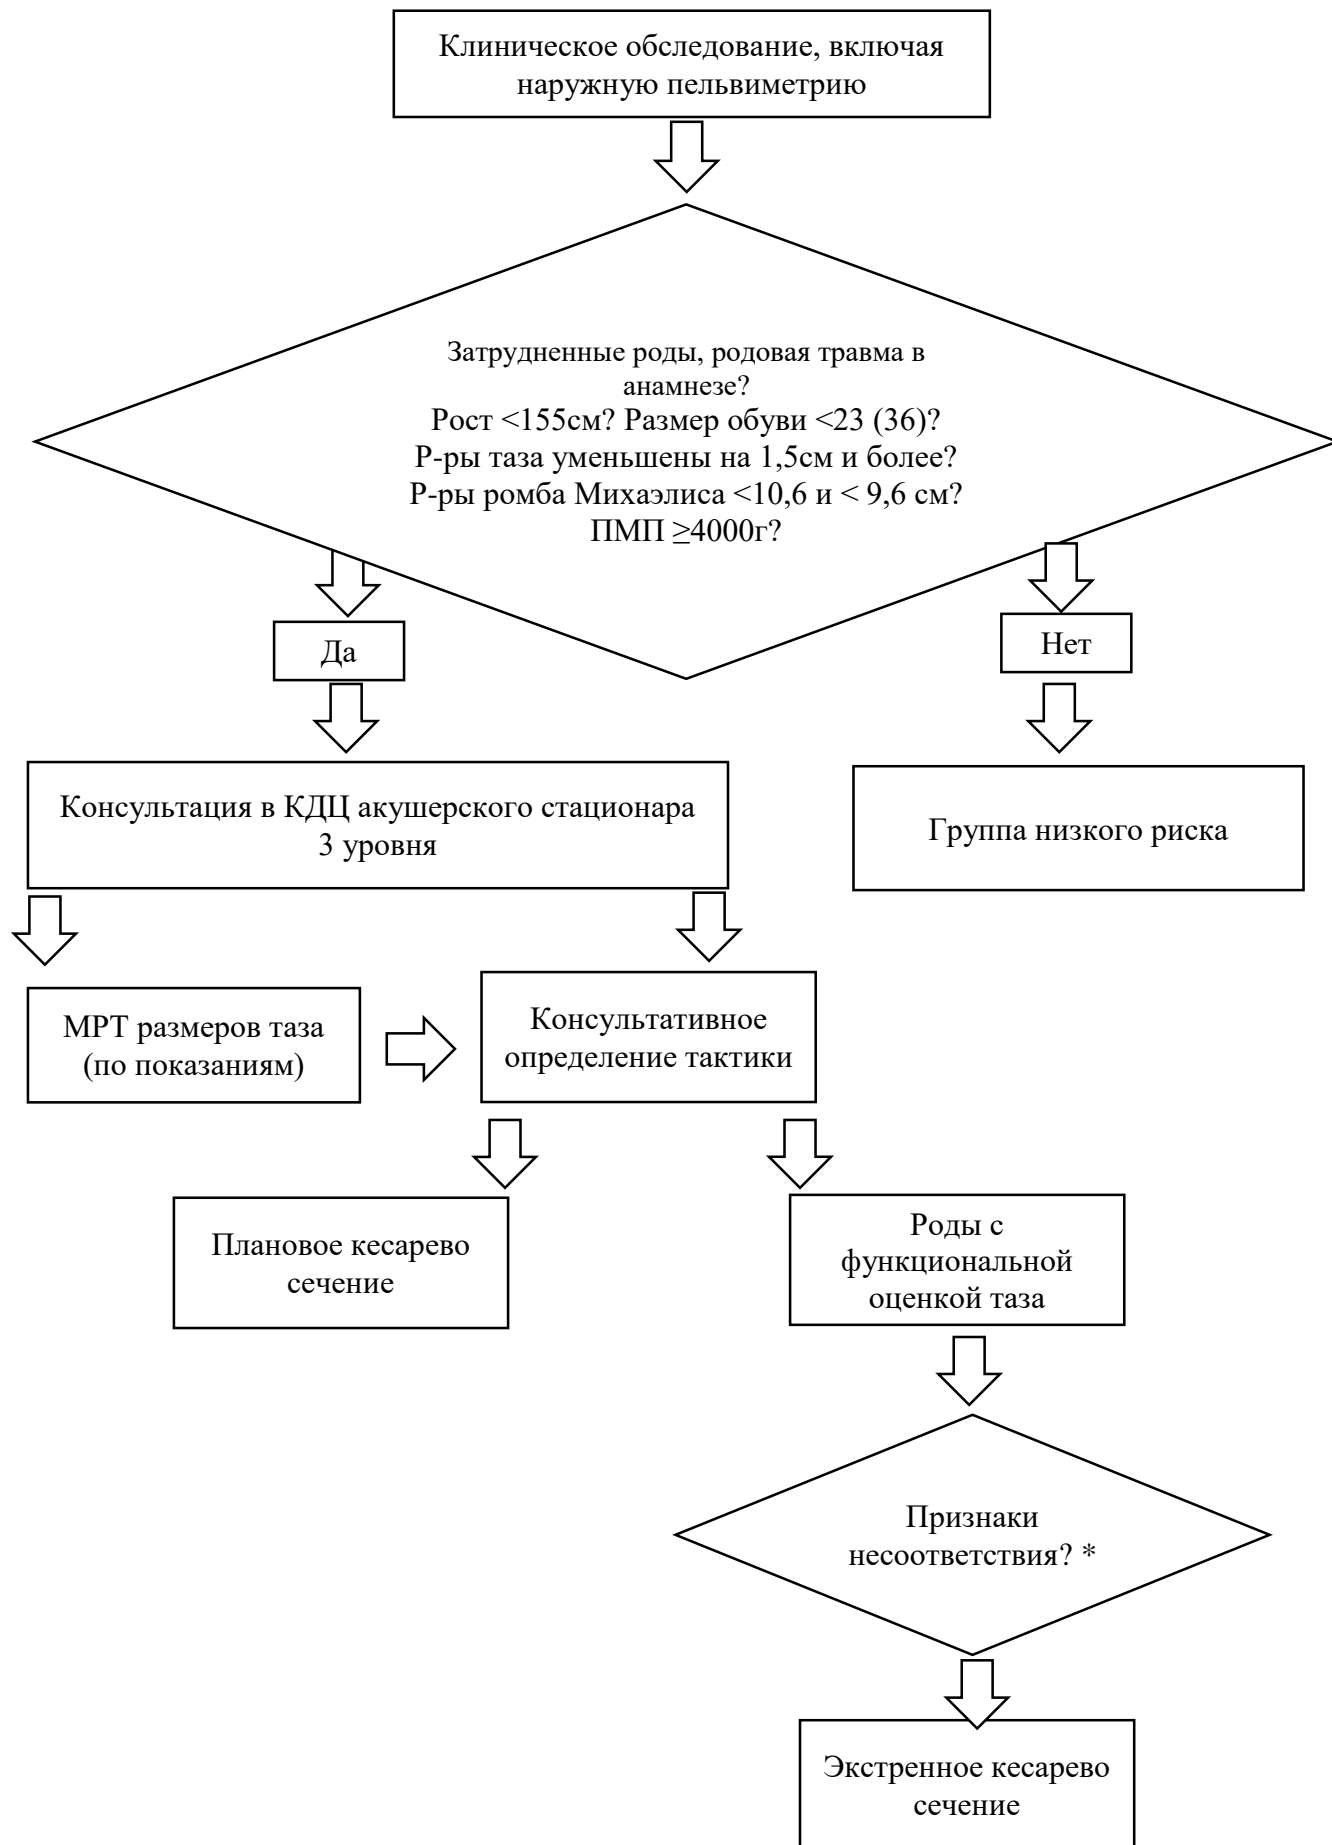 Клиническое обследование, включая
наружную пельвиметрию
Затрудненные роды, родовая травма в
анамнезе?
Рост <155см? Размер обуви <23 (36)?
Р-ры таза уменьшены на 1,5см и более?
Р-ры ромба Михаэлиса <10,6 и < 9,6 см?
ПМП ≥4000г?
Да
Нет
Консультация в КДЦ акушерского стационара
3 уровня
Группа низкого риска
МРТ размеров таза
(по показаниям)
Консультативное
определение тактики
Плановое кесарево
сечение
Роды с
функциональной
оценкой таза
Признаки
несоответствия? *
Экстренное кесарево
сечение